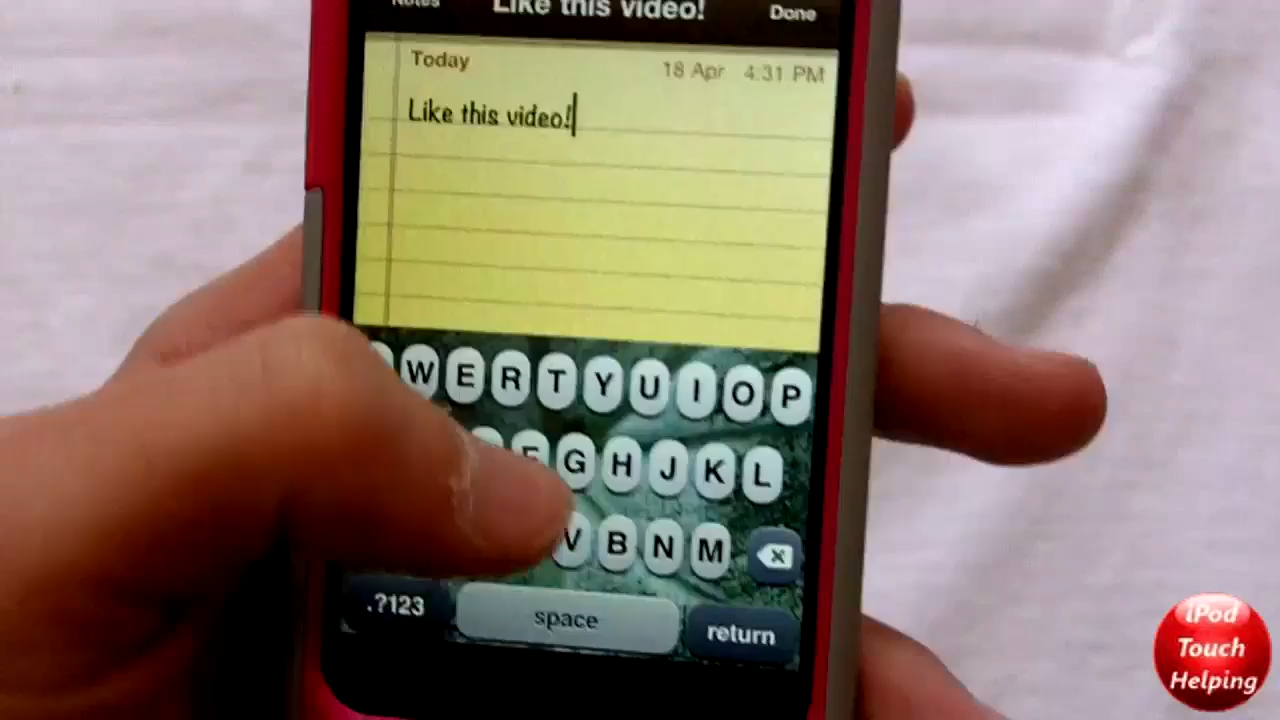 Notes Like this video! Done
Today 18 Apr 4:31 PM
Like this video!
W E R T Y U I O P
F G H J K L
V B N M
.?123 space return
iPod
Touch
Helping